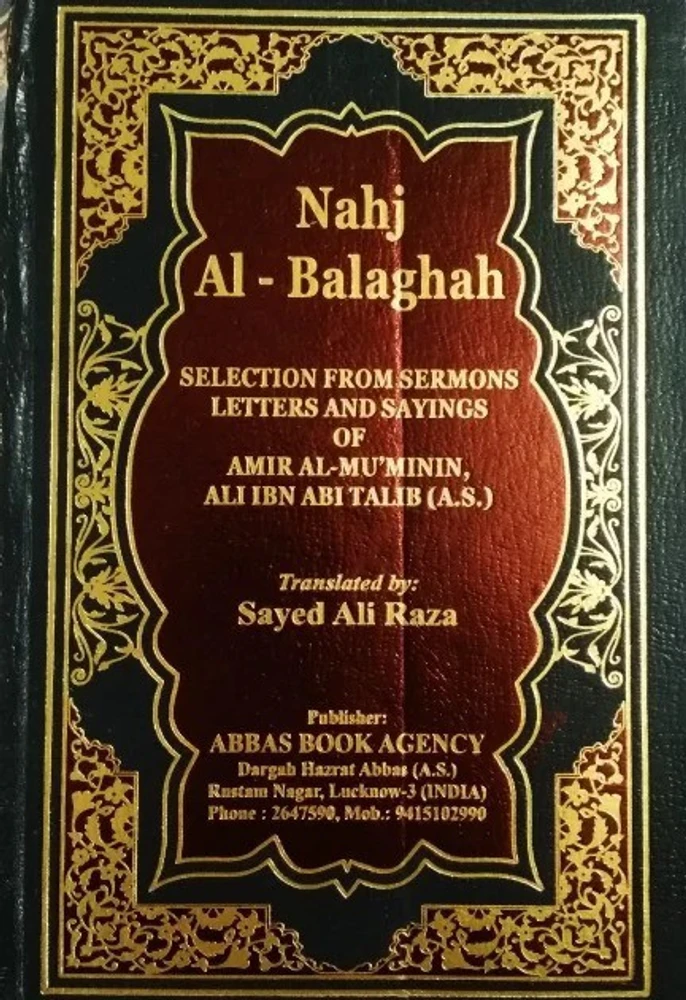 Nahj
Al - Balaghah
SELECTION FROM SERMONS
LETTERS AND SAYINGS
OF
AMIR AL-MU'MININ,
ALI IBN ABI TALIB (A.S.)
Translated by:
Sayed Ali Raza
Publisher:
ABBAS BOOK AGENCY
Dargah Hazrat Abbas (A.S.)
Rustam Nagar, Lucknow-3 (INDIA)
Phone : 2647590, Mob.: 9415102990